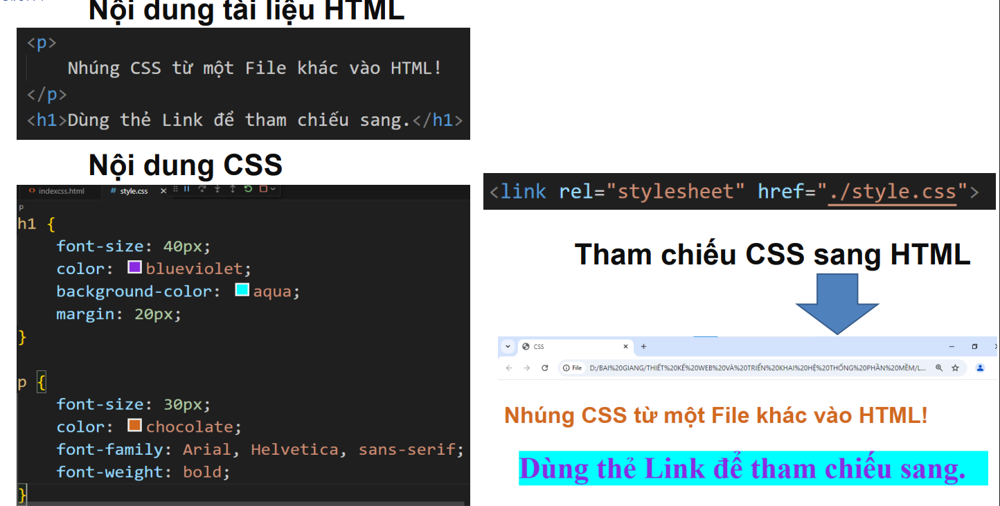 Nội dung tài liệu HTML
<p>
Nhúng CSS từ một File khác vào HTML!
</p>
<h1>Dùng thẻ Link để tham chiếu sang.</h1>
Nội dung CSS
indexcss.html # style.css
p
h1 {
font-size: 40px;
color: blueviolet;
background-color: aqua;
margin: 20px;
}
p {
font-size: 30px;
color: chocolate;
font-family: Arial, Helvetica, sans-serif;
font-weight: bold;
}
<link rel="stylesheet" href="./style.css">
Tham chiếu CSS sang HTML
CSS
File D:/BAI%20GIANG/THIẾT%20KẾ%20WEB%20VÀ%20TRIỂN%20KHAI%20HỆ%20THỐNG%20PHẦN%20MỀM/L...
Nhúng CSS từ một File khác vào HTML!
Dùng thẻ Link để tham chiếu sang.